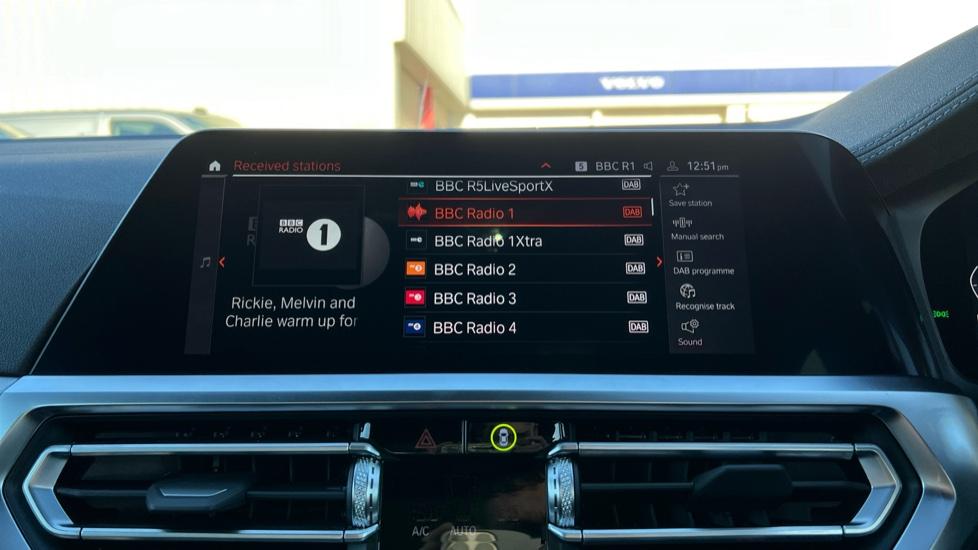 VOLVO
Received stations
5 BBC R1
12:51pm
BBC R5LiveSportX DAB
BBC Radio 1 DAB
BBC Radio 1Xtra DAB
BBC Radio 2 DAB
BBC Radio 3 DAB
BBC Radio 4 DAB
BBC
RADIO 1
Rickie, Melvin and
Charlie warm up for
Save station
Manual search
DAB programme
Recognise track
Sound
A/C AUTO